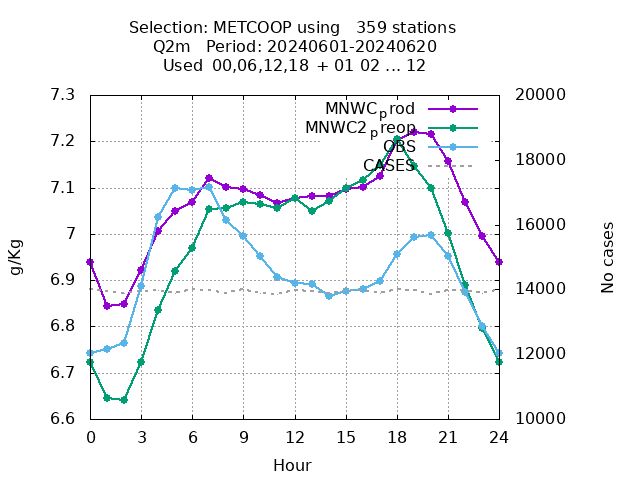 Selection: METCOOP using 359 stations
Q2m Period: 20240601-20240620
Used 00,06,12,18 + 01 02 ... 12
7.3
7.2
7.1
7
6.9
6.8
6.7
6.6
g/Kg
20000
18000
16000
14000
12000
10000
No cases
MNWC_prod
MNWC2_preop
OBS
CASES
0 3 6 9 12 15 18 21 24
Hour